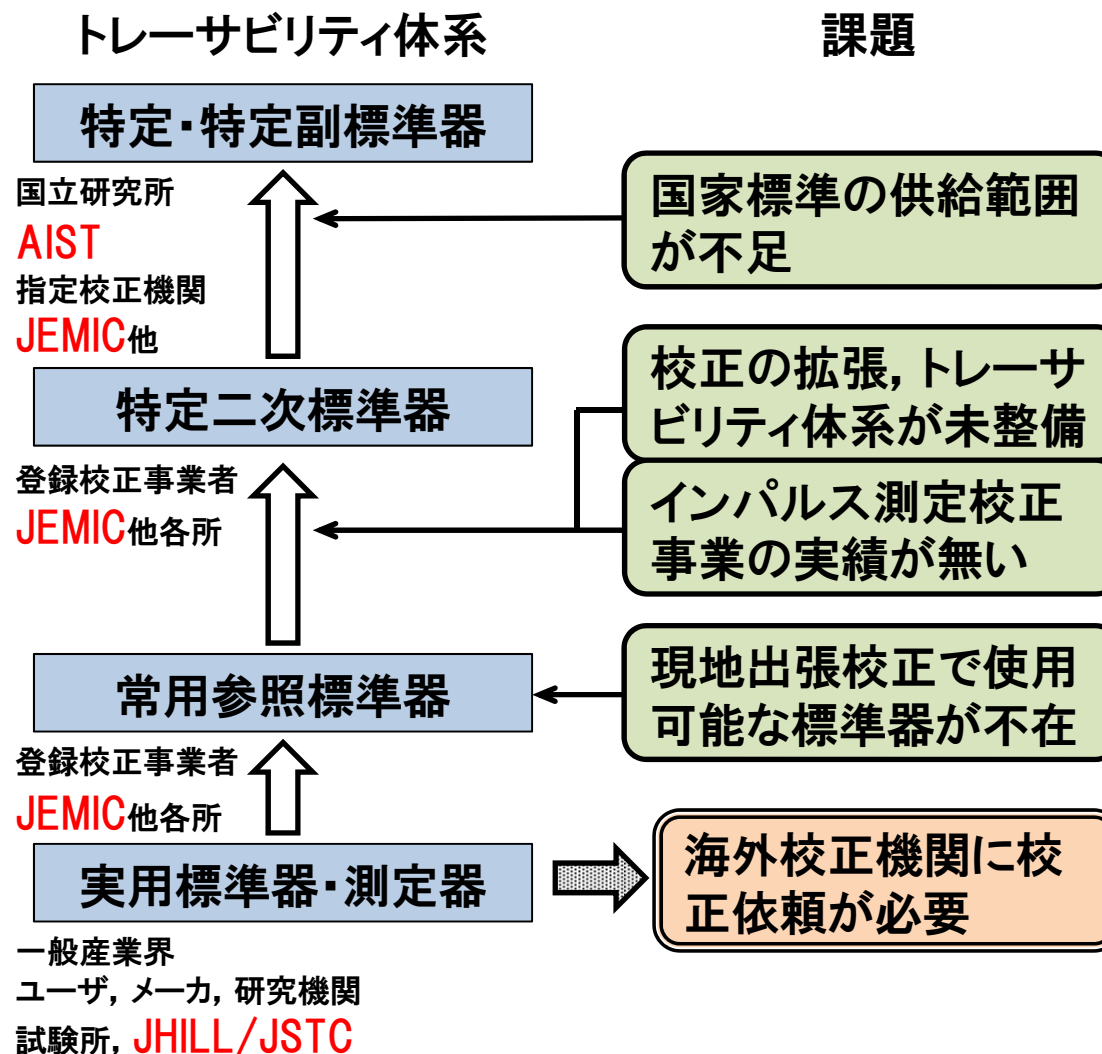 トレーサビリティ体系
課題
特定・特定副標準器
国立研究所
AIST
指定校正機関
JEMIC他
国家標準の供給範囲
が不足
特定二次標準器
校正の拡張，トレーサ
ビリティ体系が未整備
登録校正事業者
JEMIC他各所
インパルス測定校正
事業の実績が無い
常用参照標準器
現地出張校正で使用
可能な標準器が不在
登録校正事業者
JEMIC他各所
実用標準器・測定器
海外校正機関に校
正依頼が必要
一般産業界
ユーザ，メーカ，研究機関
試験所，JHILL/JSTC